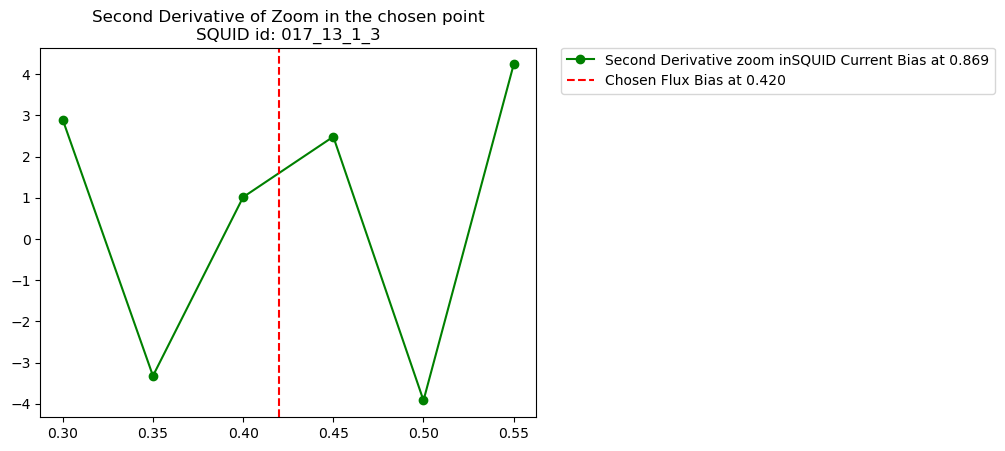 Second Derivative of Zoom in the chosen point
SQUID id: 017_13_1_3
Second Derivative zoom inSQUID Current Bias at 0.869
Chosen Flux Bias at 0.420
4
3
2
1
0
−1
−2
−3
−4
0.30 0.35 0.40 0.45 0.50 0.55